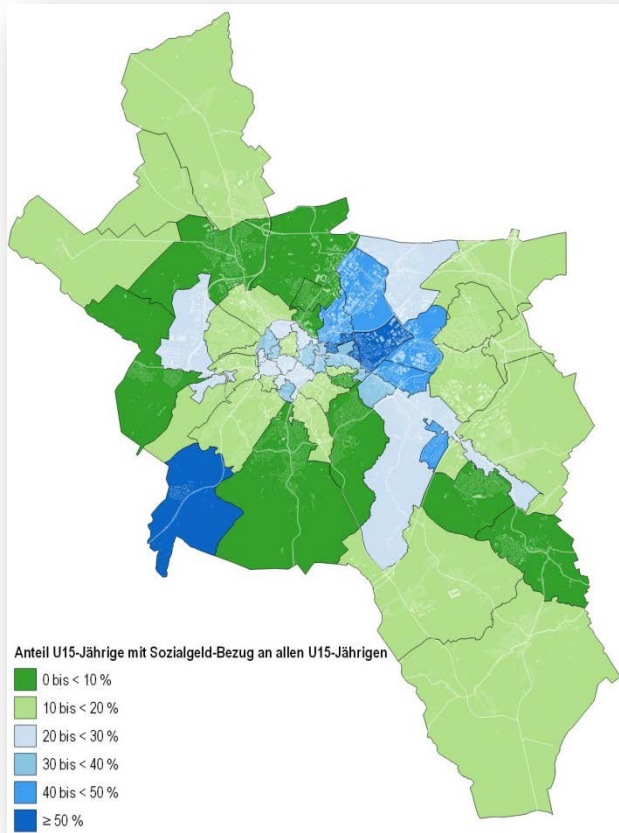 Anteil U15-Jährige mit Sozialgeld-Bezug an allen U15-Jährigen
0 bis < 10 %
10 bis < 20 %
20 bis < 30 %
30 bis < 40 %
40 bis < 50 %
≥ 50 %